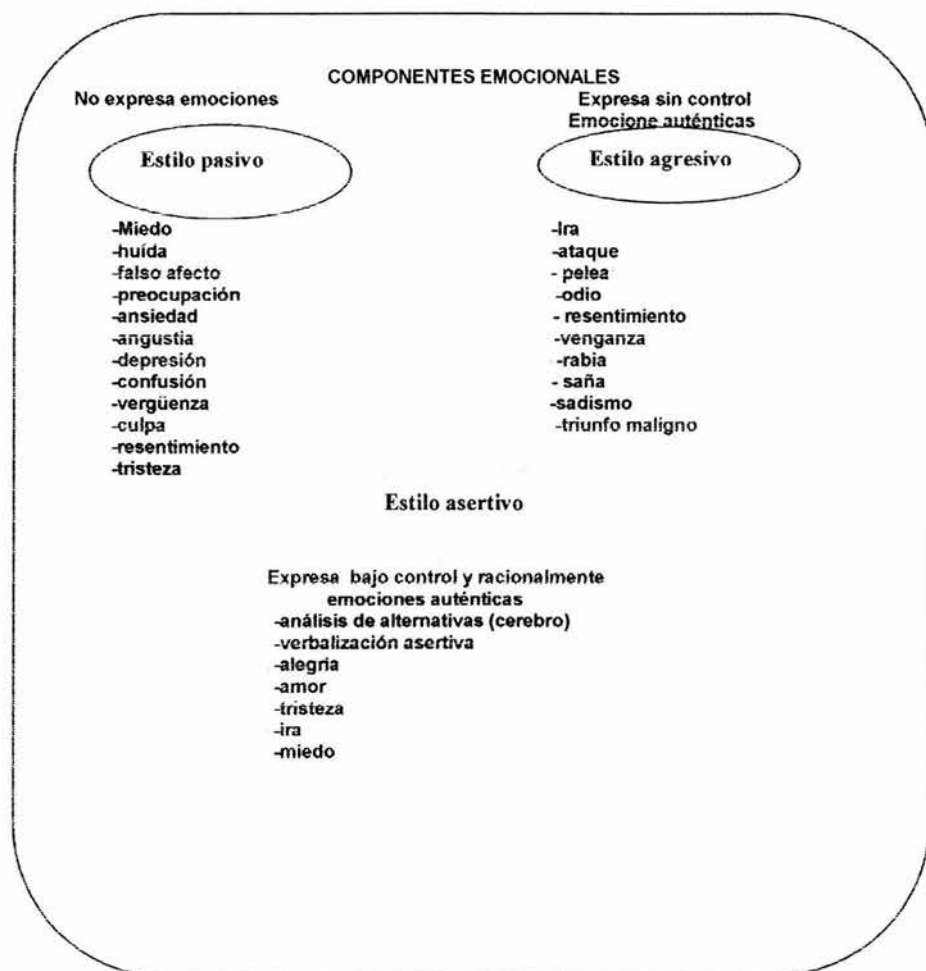 COMPONENTES EMOCIONALES
No expresa emociones
Estilo pasivo
-Miedo
-huída
-falso afecto
-preocupación
-ansiedad
-angustia
-depresión
-confusión
-vergüenza
-culpa
-resentimiento
-tristeza
Expresa sin control
Emocione auténticas
Estilo agresivo
-Ira
-ataque
- pelea
-odio
- resentimiento
-venganza
-rabia
- saña
-sadismo
-triunfo maligno
Estilo asertivo
Expresa bajo control y racionalmente
emociones auténticas
-análisis de alternativas (cerebro)
-verbalización asertiva
-alegria
-amor
-tristeza
-ira
-miedo